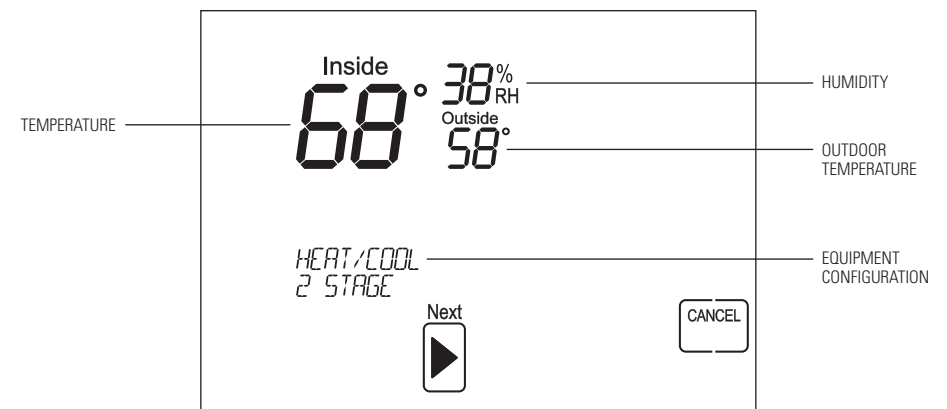 Inside
68°
38% RH
Outside
58°
TEMPERATURE
HUMIDITY
OUTDOOR
TEMPERATURE
HEAT/COOL
2 STAGE
EQUIPMENT
CONFIGURATION
Next
CANCEL